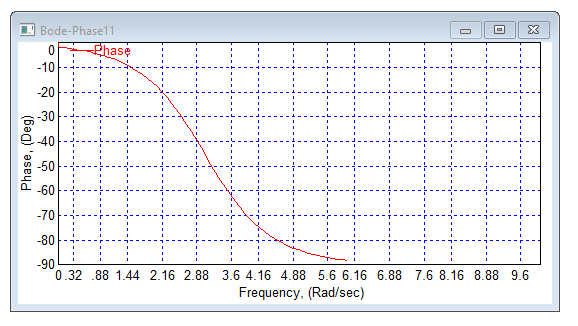 Bode-Phase11
Phase
0
-10
-20
-30
-40
-50
-60
-70
-80
-90
Phase, (Deg)
0 .32 .88 1.44 2.16 2.88 3.6 4.16 4.88 5.6 6.16 6.88 7.6 8.16 8.88 9.6
Frequency, (Rad/sec)